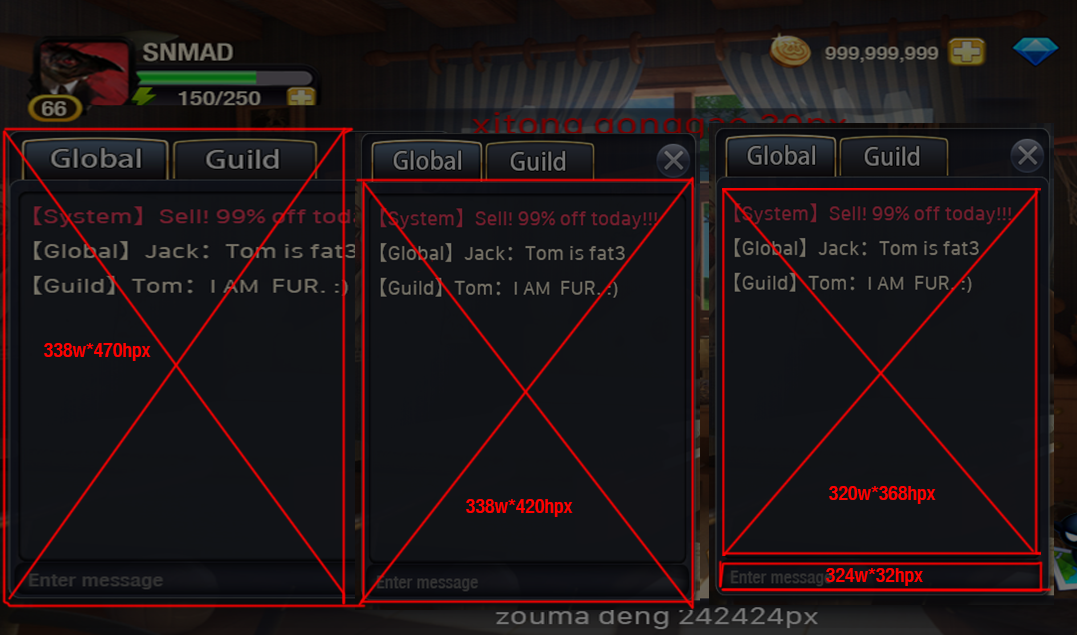 SNMAD
999,999,999
150/250
66
xitong gonggao 30px
Global Guild
【System】 Sell! 99% off tod
【Global】 Jack： Tom is fat3
【Guild】 Tom： I AM FUR. :)
338w*470hpx
Enter message
Global Guild
【System】 Sell! 99% off today!!!
【Global】 Jack： Tom is fat3
【Guild】 Tom： I AM FUR. :)
338w*420hpx
Enter message
Global Guild
【System】 Sell! 99% off today!!!
【Global】 Jack： Tom is fat3
【Guild】 Tom： I AM FUR. :)
320w*368hpx
Enter message
324w*32hpx
zouma deng 242424px